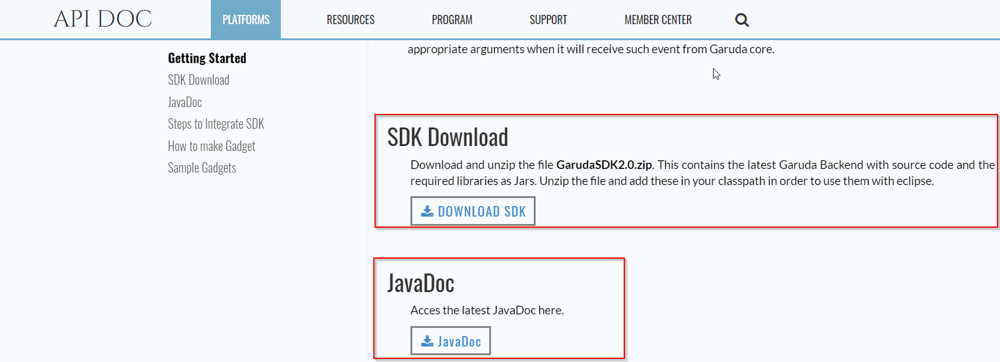 API DOC
PLATFORMS
RESOURCES
PROGRAM
SUPPORT
MEMBER CENTER
Getting Started
SDK Download
JavaDoc
Steps to Integrate SDK
How to make Gadget
Sample Gadgets
appropriate arguments when it will receive such event from Garuda core.
SDK Download
Download and unzip the file GarudaSDK2.0.zip. This contains the latest Garuda Backend with source code and the
required libraries as Jars. Unzip the file and add these in your classpath in order to use them with eclipse.
DOWNLOAD SDK
JavaDoc
Acces the latest JavaDoc here.
JavaDoc